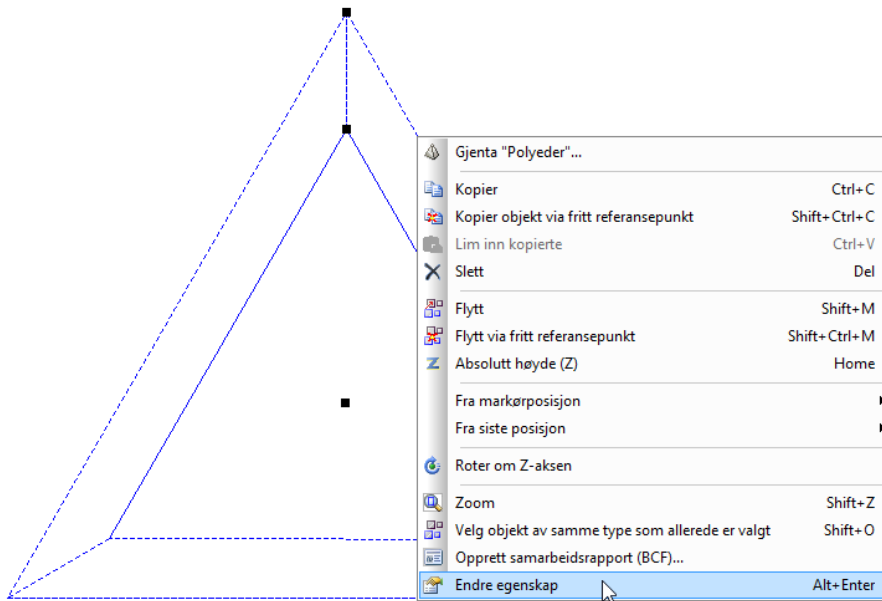 Gjenta "Polyeder"...
Kopier Ctrl+C
Kopier objekt via fritt referansepunkt Shift+Ctrl+C
Lim inn kopierte Ctrl+V
Slett Del
Flytt Shift+M
Flytt via fritt referansepunkt Shift+Ctrl+M
Absolutt høyde (Z) Home
Fra markørposisjon
Fra siste posisjon
Roter om Z-aksen
Zoom Shift+Z
Velg objekt av samme type som allerede er valgt Shift+O
Opprett samarbeidsrapport (BCF)...
Endre egenskap Alt+Enter